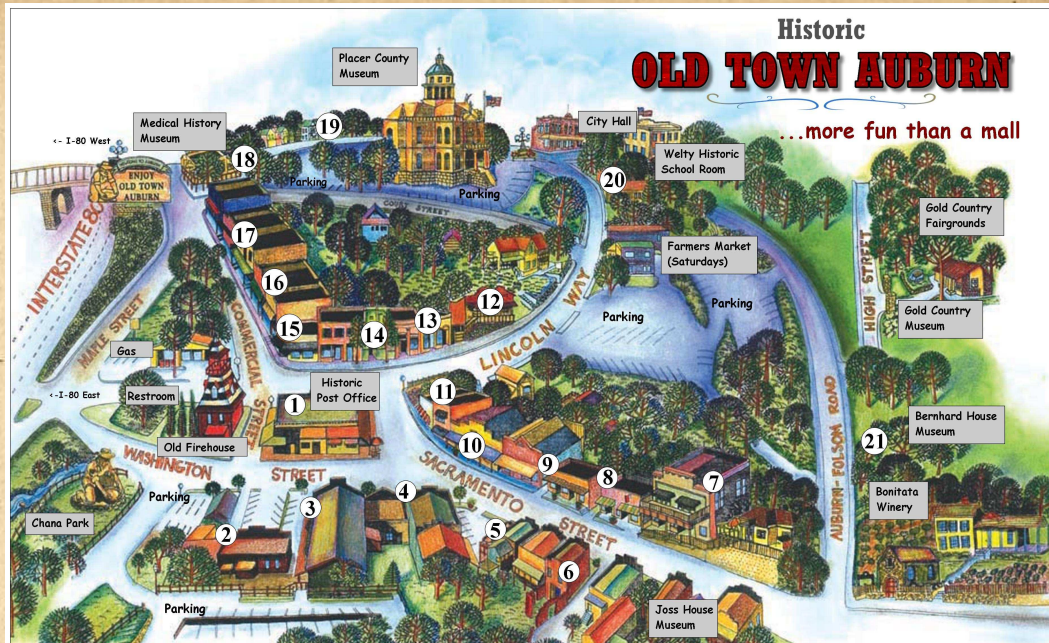 Historic
OLD TOWN AUBURN
...more fun than a mall
Placer County
Museum
City Hall
Medical History
Museum
19
<- I-80 West
18
Welty Historic
School Room
ENJOY
OLD TOWN
AUBURN
Parking
Parking
20
COURT STREET
Gold Country
Fairgrounds
17
Farmers Market
(Saturdays)
INTERSTATE 80
HIGH STREET
16
12
WAY
Parking
Parking
Gold Country
Museum
MAPLE STREET
COMMERCIAL
STREET
15
14
13
LINCOLN
Gas
11
Historic
Post Office
1
<-I-80 East
Restroom
AUBURN-FOLSOM ROAD
Bernhard House
Museum
21
Old Firehouse
10
9
8
7
WASHINGTON
STREET
SACRAMENTO
STREET
Parking
4
3
Bonitata
Winery
Chana Park
2
5
6
Parking
Joss House
Museum